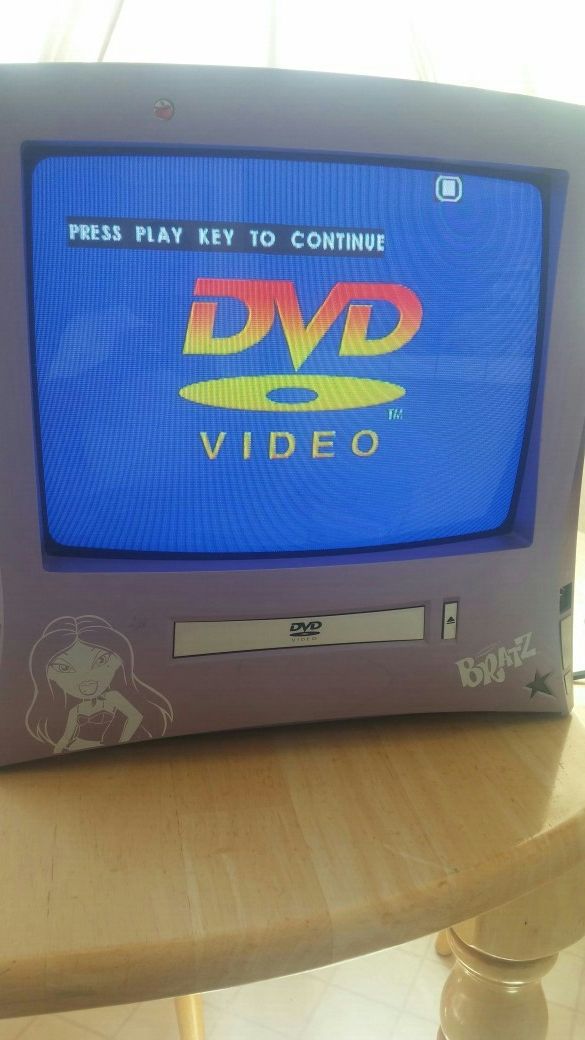 PRESS PLAY KEY TO CONTINUE
DVD
TM
VIDEO
DVD
VIDEO
BRATZ